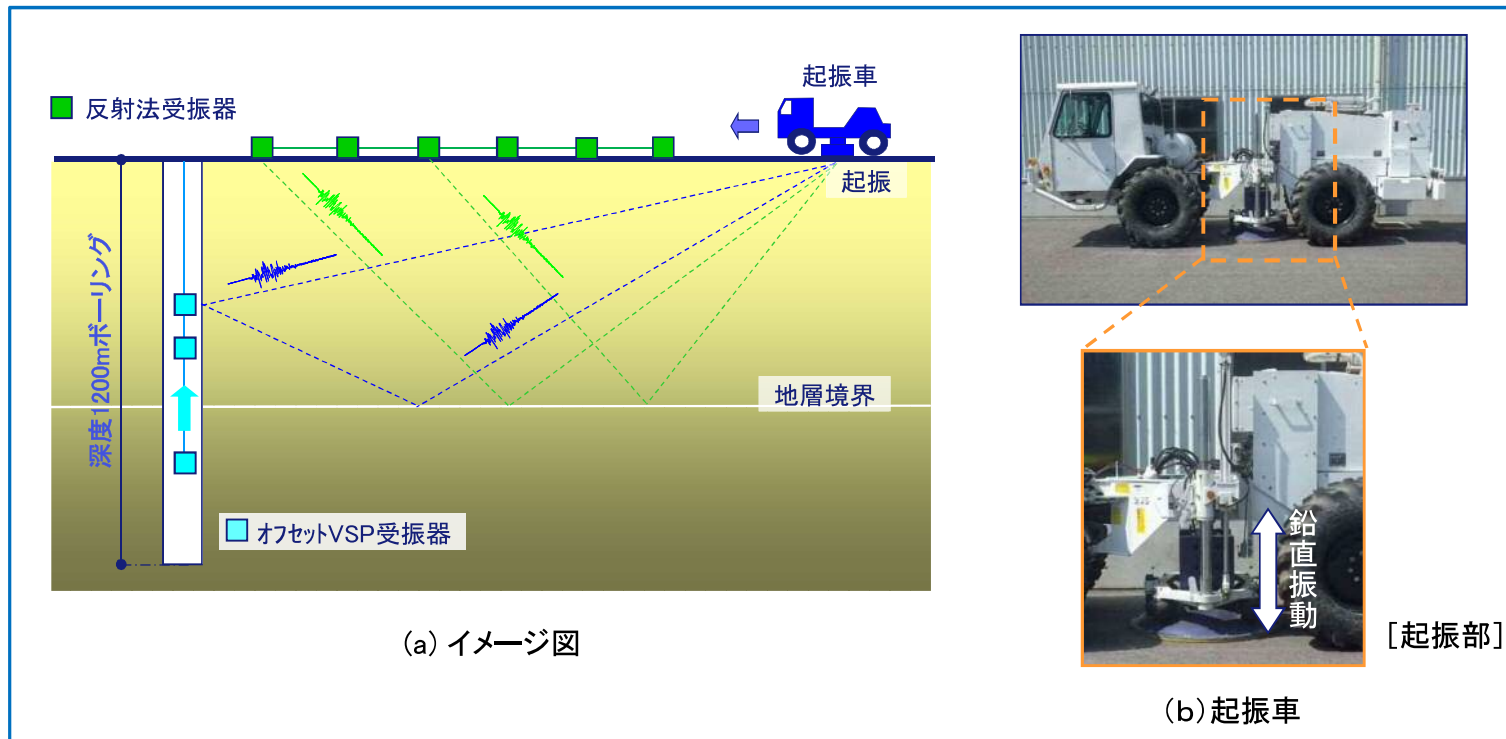 反射法受振器
起振車
起振
深度1200mボーリング
地層境界
オフセットVSP受振器
(a) イメージ図
鉛直振動
[起振部]
(b) 起振車